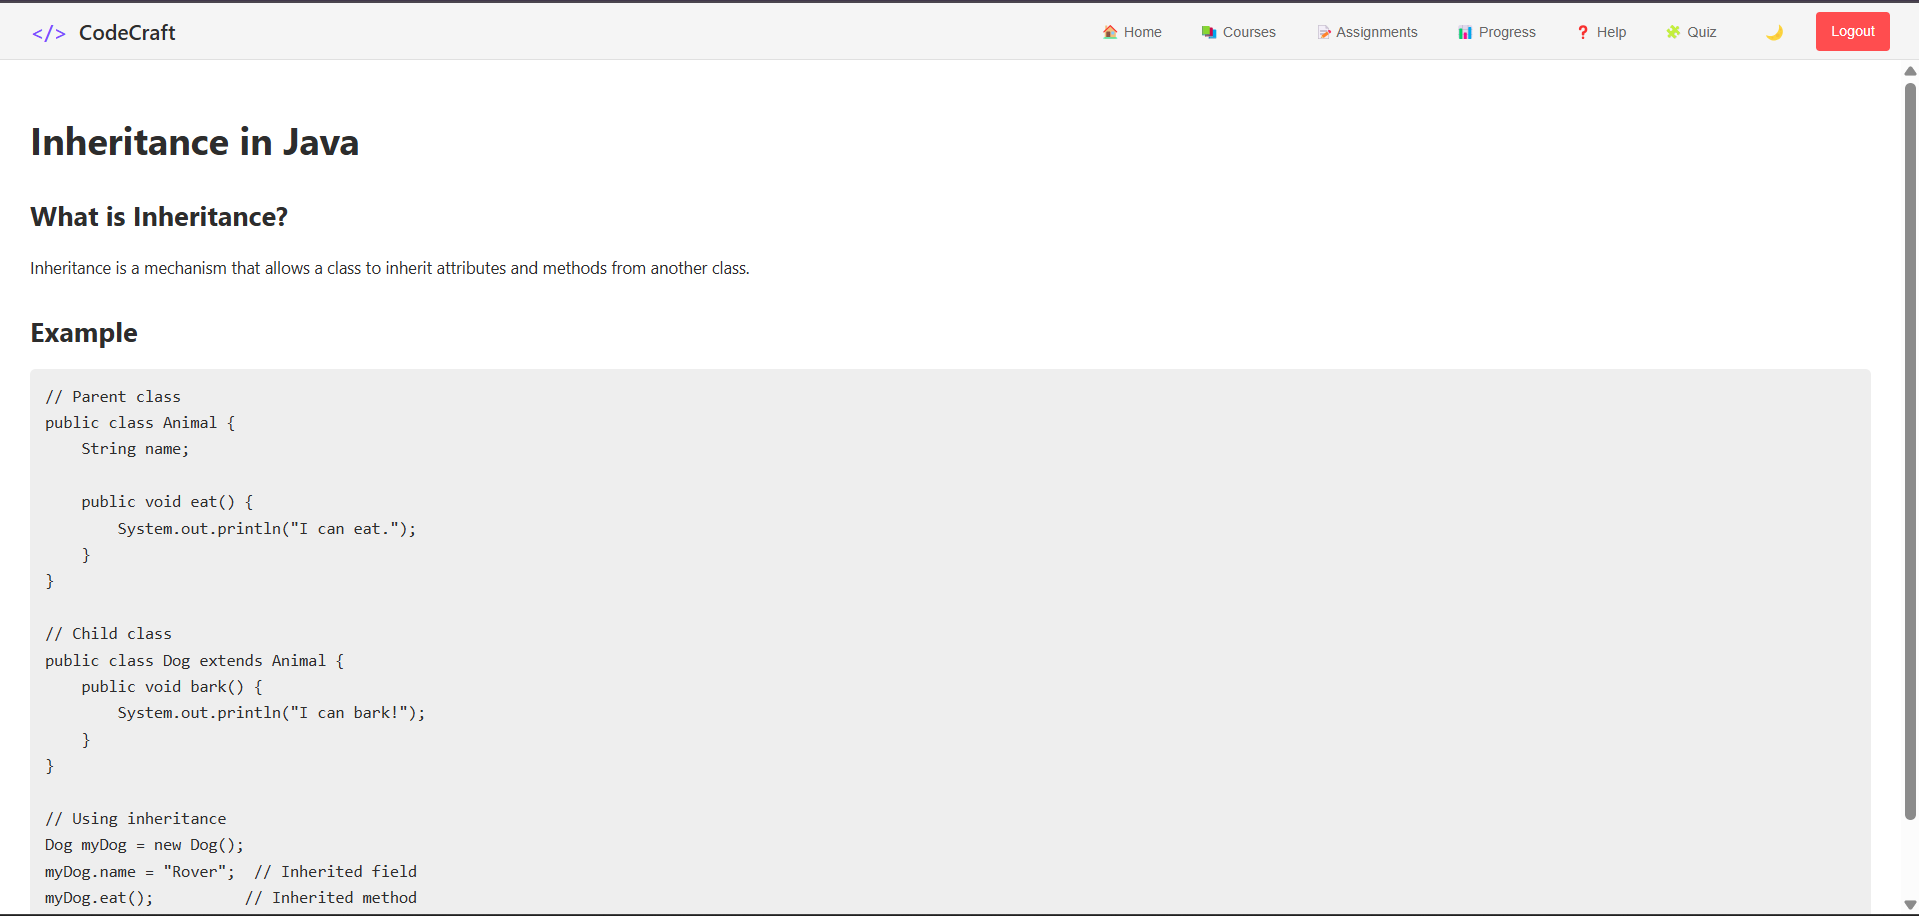 </> CodeCraft
Home Courses Assignments Progress Help Quiz Logout
Inheritance in Java
What is Inheritance?
Inheritance is a mechanism that allows a class to inherit attributes and methods from another class.
Example
// Parent class
public class Animal {
    String name;

    public void eat() {
        System.out.println("I can eat.");
    }
}

// Child class
public class Dog extends Animal {
    public void bark() {
        System.out.println("I can bark!");
    }
}

// Using inheritance
Dog myDog = new Dog();
myDog.name = "Rover";  // Inherited field
myDog.eat();          // Inherited method